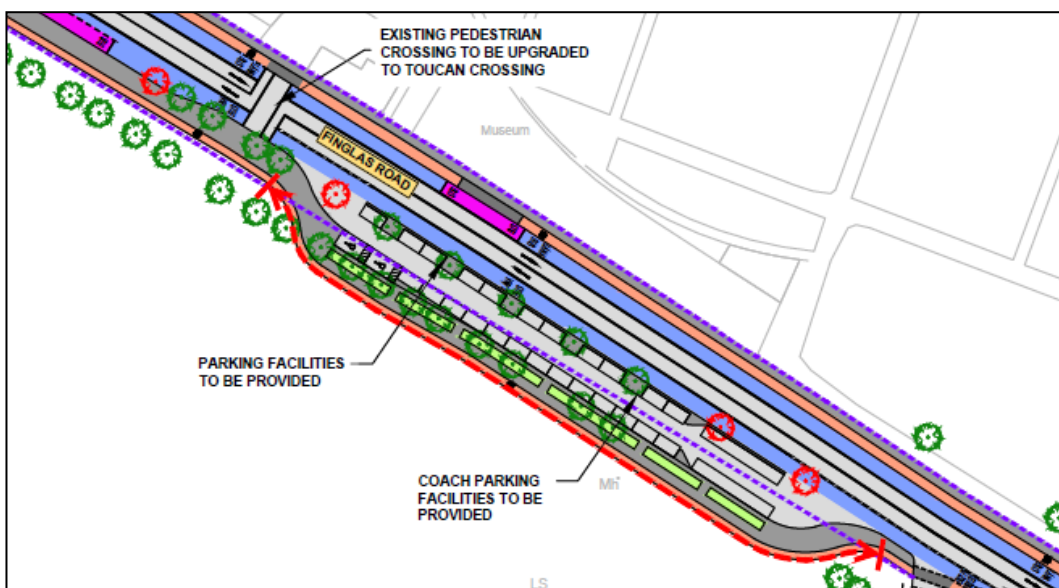 EXISTING PEDESTRIAN
CROSSING TO BE UPGRADED
TO TOUCAN CROSSING
Museum
FINGLAS ROAD
PARKING FACILITIES
TO BE PROVIDED
COACH PARKING
FACILITIES TO BE
PROVIDED
Mh
LS